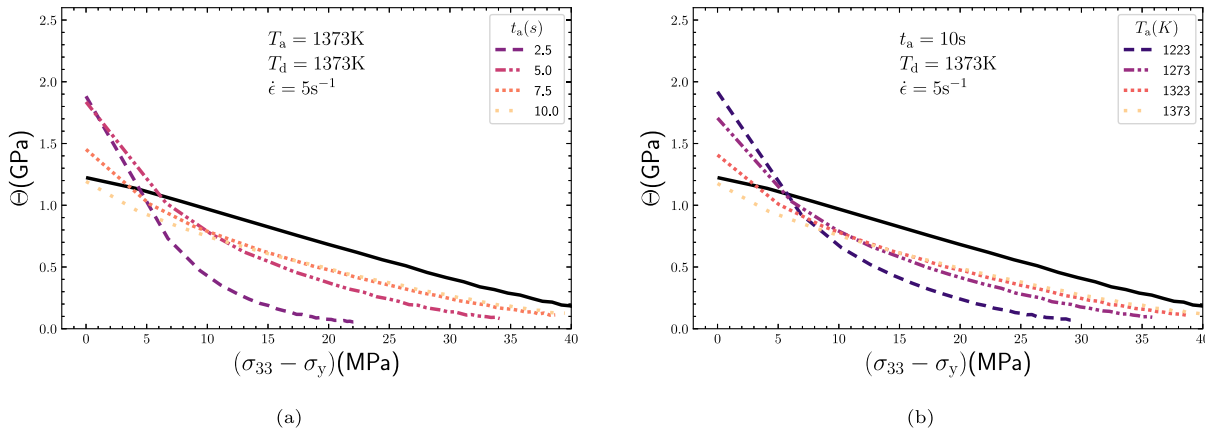 2.5
2.0
1.5
1.0
0.5
0.0
Θ(GPa)
T_a = 1373K
T_d = 1373K
ε̇ = 5s⁻¹
t_a(s)
2.5
5.0
7.5
10.0
0 5 10 15 20 25 30 35 40
(σ₃₃ − σ_y)(MPa)
(a)
2.5
2.0
1.5
1.0
0.5
0.0
Θ(GPa)
t_a = 10s
T_d = 1373K
ε̇ = 5s⁻¹
T_a(K)
1223
1273
1323
1373
0 5 10 15 20 25 30 35 40
(σ₃₃ − σ_y)(MPa)
(b)